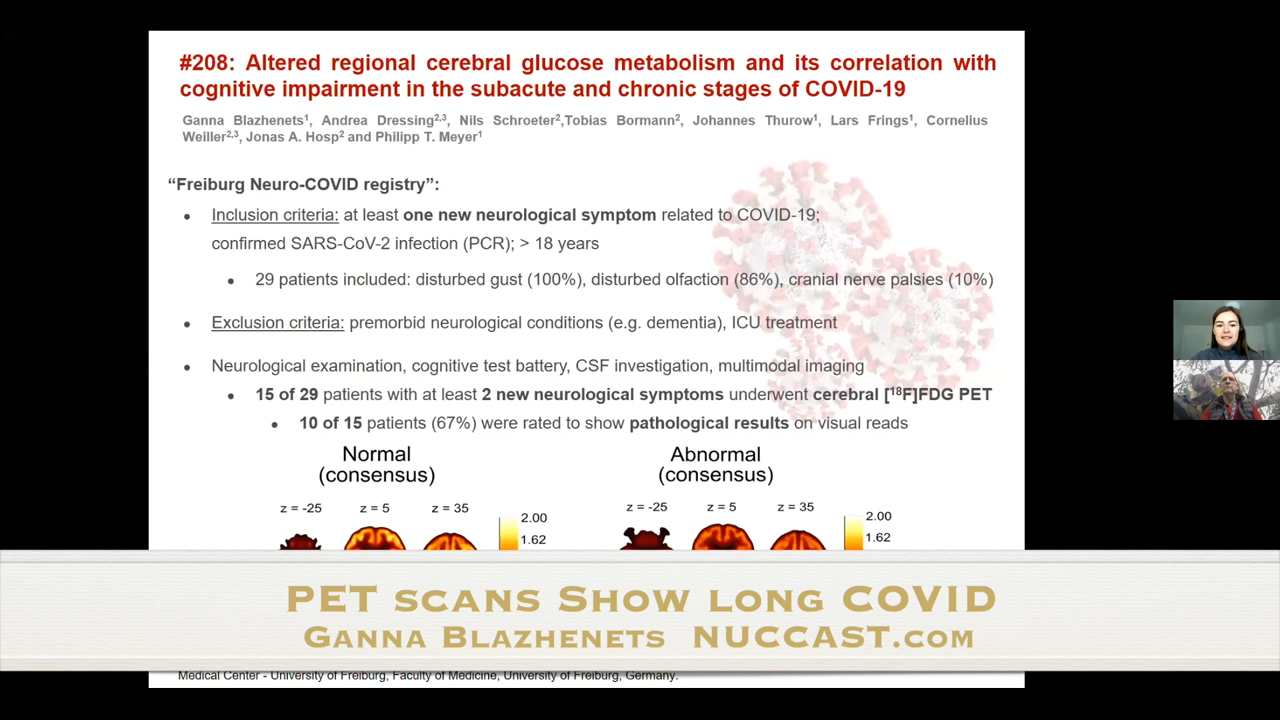 #208: Altered regional cerebral glucose metabolism and its correlation with
cognitive impairment in the subacute and chronic stages of COVID-19
Ganna Blazhenets¹, Andrea Dressing²,³, Nils Schroeter²,Tobias Bormann², Johannes Thurow¹, Lars Frings¹, Cornelius
Weiller²,³, Jonas A. Hosp² and Philipp T. Meyer¹
“Freiburg Neuro-COVID registry”:
• Inclusion criteria: at least one new neurological symptom related to COVID-19;
confirmed SARS-CoV-2 infection (PCR); > 18 years
• 29 patients included: disturbed gust (100%), disturbed olfaction (86%), cranial nerve palsies (10%)
• Exclusion criteria: premorbid neurological conditions (e.g. dementia), ICU treatment
• Neurological examination, cognitive test battery, CSF investigation, multimodal imaging
• 15 of 29 patients with at least 2 new neurological symptoms underwent cerebral [¹⁸F]FDG PET
• 10 of 15 patients (67%) were rated to show pathological results on visual reads
Normal
(consensus)
Abnormal
(consensus)
z = -25 z = 5 z = 35
2.00
1.62
z = -25 z = 5 z = 35
2.00
1.62
PET scans Show long COVID
Ganna Blazhenets NUCCAST.com
Medical Center - University of Freiburg, Faculty of Medicine, University of Freiburg, Germany.